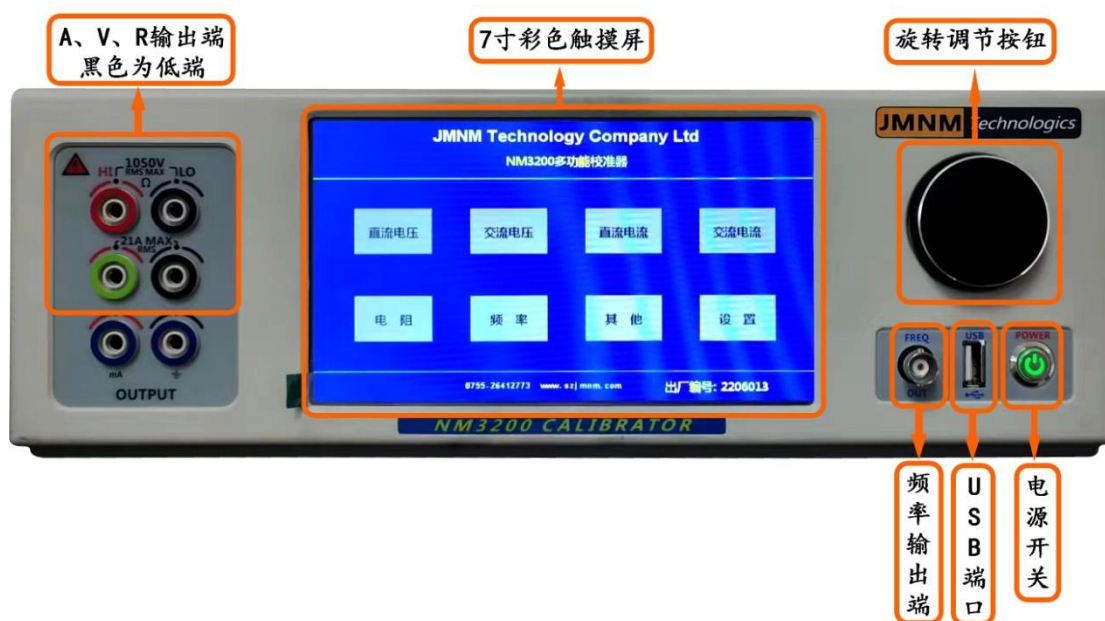 A、V、R输出端
黑色为低端
7寸彩色触摸屏
旋转调节按钮
JMNM Technologics
JMNM Technology Company Ltd
NM3200多功能校准器
1050V
HI RMS MAX LO
Ω
21A MAX
RMS
mA
OUTPUT
直流电压 交流电压 直流电流 交流电流
电 阻 频 率 其 他 设 置
0755-26412773 www.szjmnm.com 出厂编号: 2206013
NM3200 CALIBRATOR
FREQ
OUT
USB
POWER
频率输出端
USB端口
电源开关